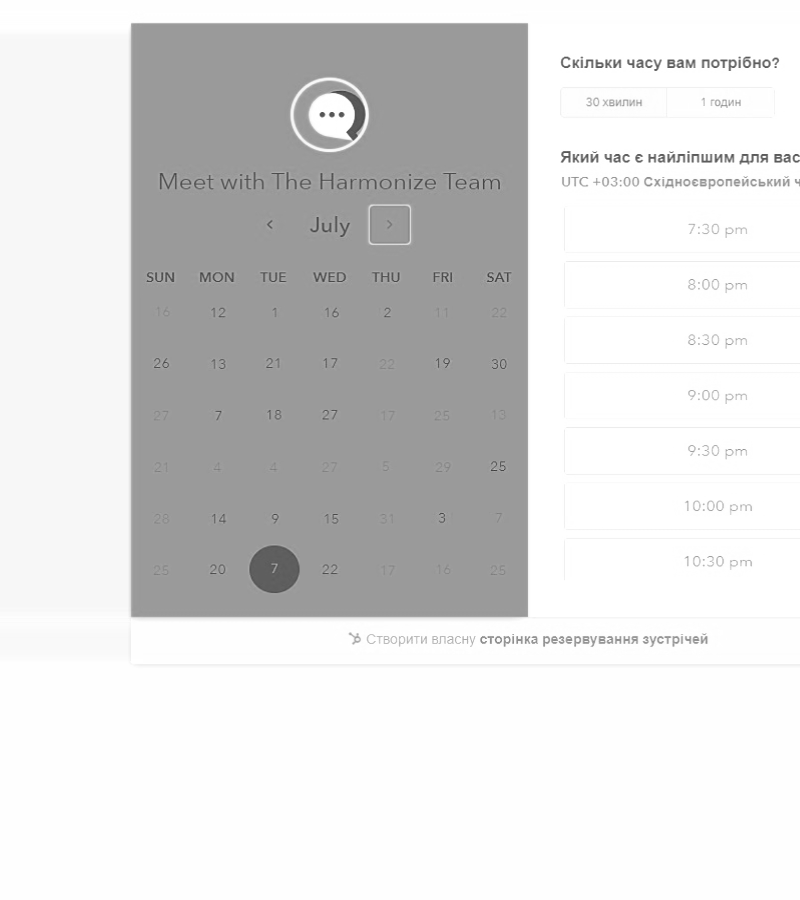 Meet with The Harmonize Team
July
SUN MON TUE WED THU FRI SAT
16 12 1 16 2 11 22
26 13 21 17 22 19 30
27 7 18 27 17 25 13
21 4 4 27 5 29 25
28 14 9 15 31 3 7
25 20 7 22 17 16 25
Скільки часу вам потрібно?
30 хвилин 1 годин
Який час є найліпшим для вас
UTC +03:00 Східноєвропейський ч
7:30 pm
8:00 pm
8:30 pm
9:00 pm
9:30 pm
10:00 pm
10:30 pm
Створити власну сторінка резервування зустрічей